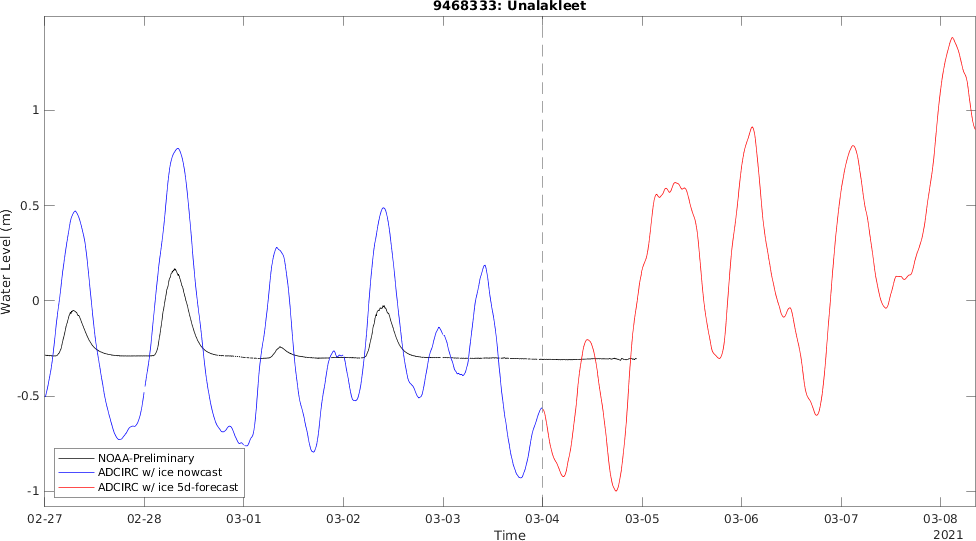 9468333: Unalakleet
Water Level (m)
1
0.5
0
-0.5
-1
NOAA-Preliminary
ADCIRC w/ ice nowcast
ADCIRC w/ ice 5d-forecast
02-27 02-28 03-01 03-02 03-03 03-04 03-05 03-06 03-07 03-08
Time
2021